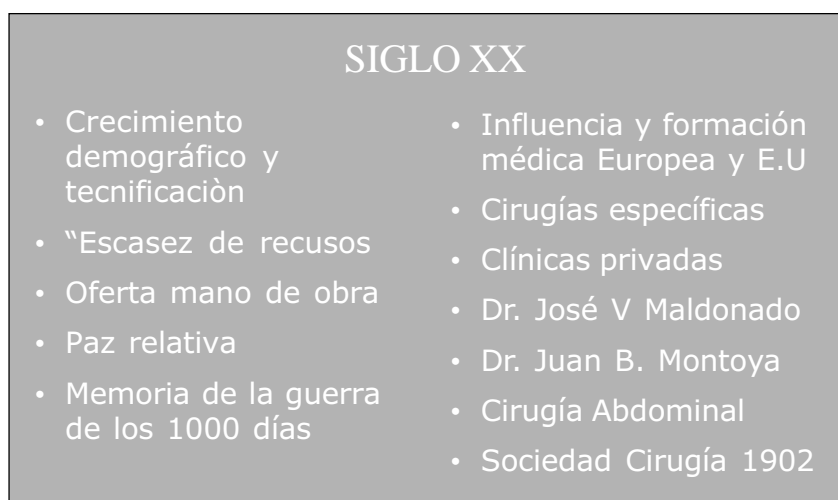 SIGLO XX
• Crecimiento
demográfico y
tecnificaciòn
• “Escasez de recusos
• Oferta mano de obra
• Paz relativa
• Memoria de la guerra
de los 1000 días
• Influencia y formación
médica Europea y E.U
• Cirugías específicas
• Clínicas privadas
• Dr. José V Maldonado
• Dr. Juan B. Montoya
• Cirugía Abdominal
• Sociedad Cirugía 1902